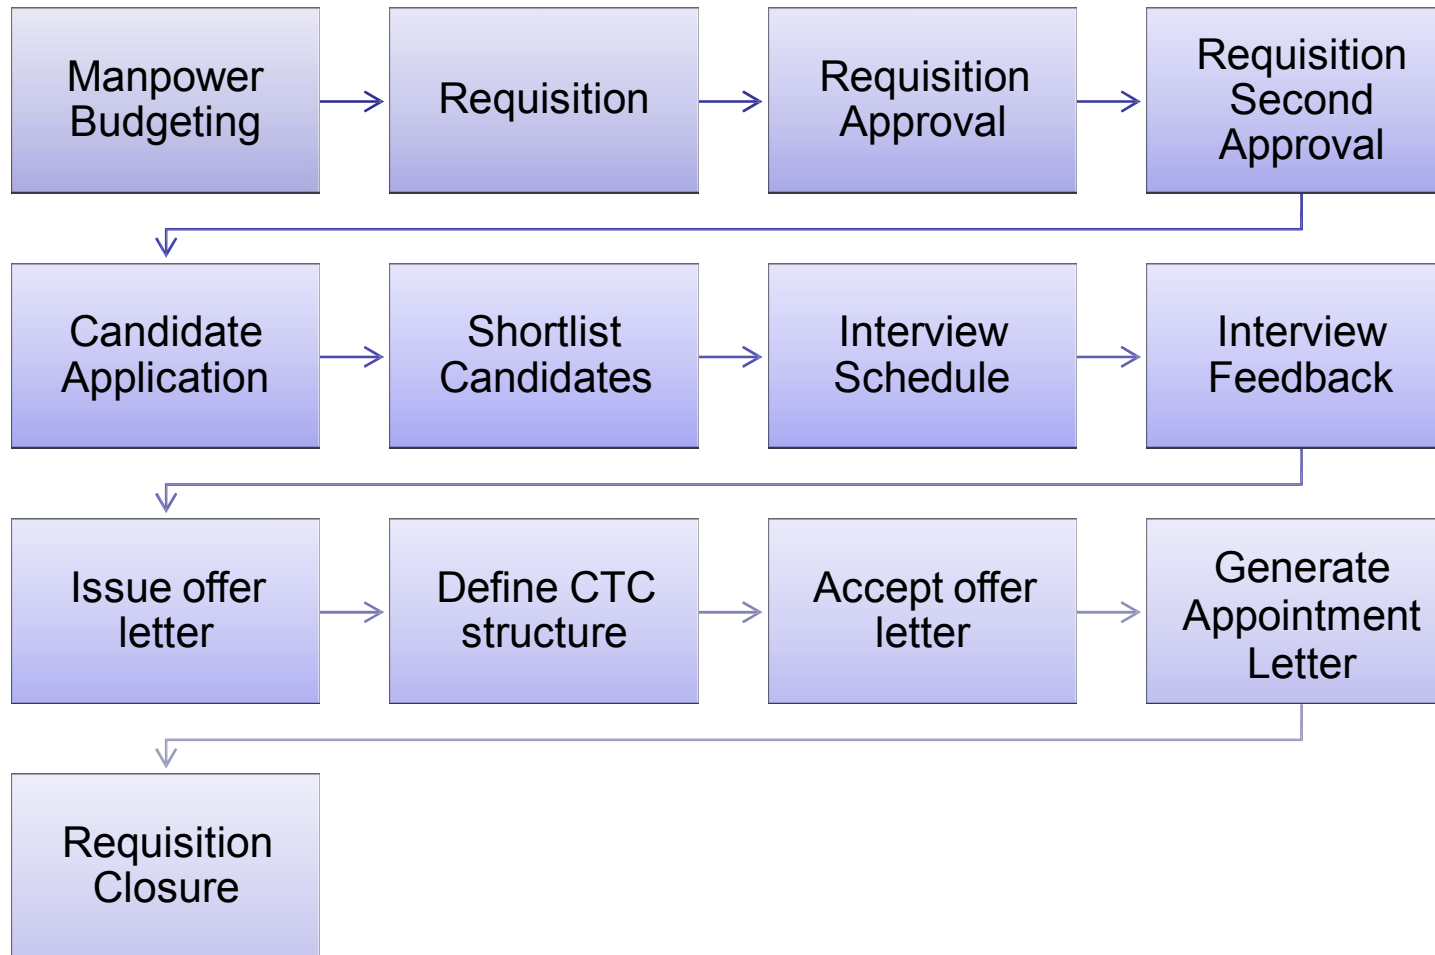 Manpower
Budgeting
Requisition
Requisition
Approval
Requisition
Second
Approval
Candidate
Application
Shortlist
Candidates
Interview
Schedule
Interview
Feedback
Issue offer
letter
Define CTC
structure
Accept offer
letter
Generate
Appointment
Letter
Requisition
Closure